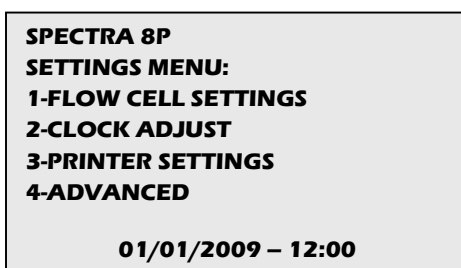 SPECTRA 8P
SETTINGS MENU:
1-FLOW CELL SETTINGS
2-CLOCK ADJUST
3-PRINTER SETTINGS
4-ADVANCED
01/01/2009 – 12:00